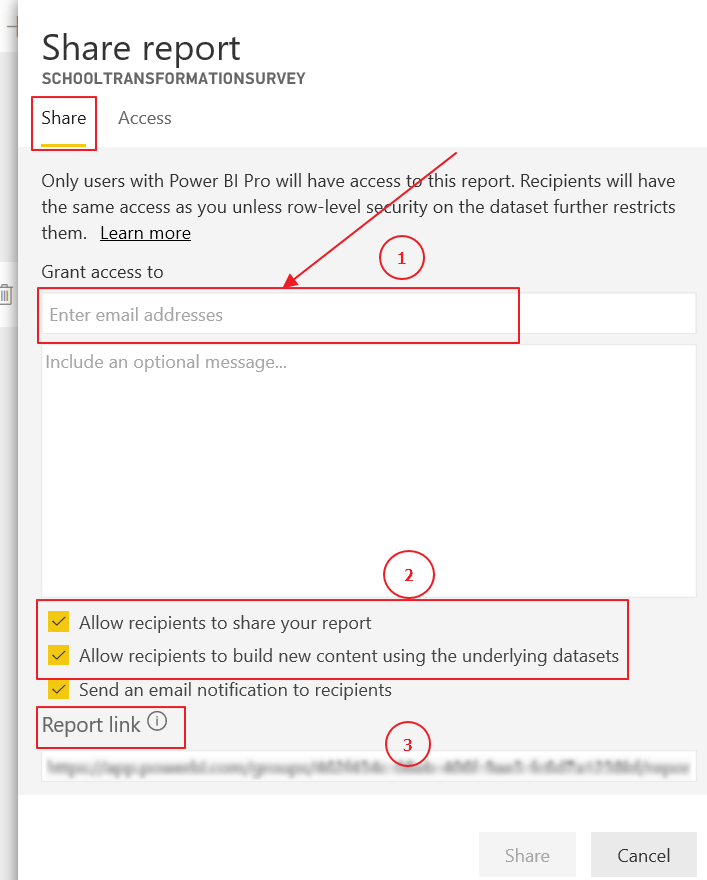 Share report
SCHOOLTRANSFORMATIONSURVEY
Share Access
Only users with Power BI Pro will have access to this report. Recipients will have
the same access as you unless row-level security on the dataset further restricts
them. Learn more
1
Grant access to
Enter email addresses
Include an optional message...
2
Allow recipients to share your report
Allow recipients to build new content using the underlying datasets
Send an email notification to recipients
Report link
3
Share Cancel